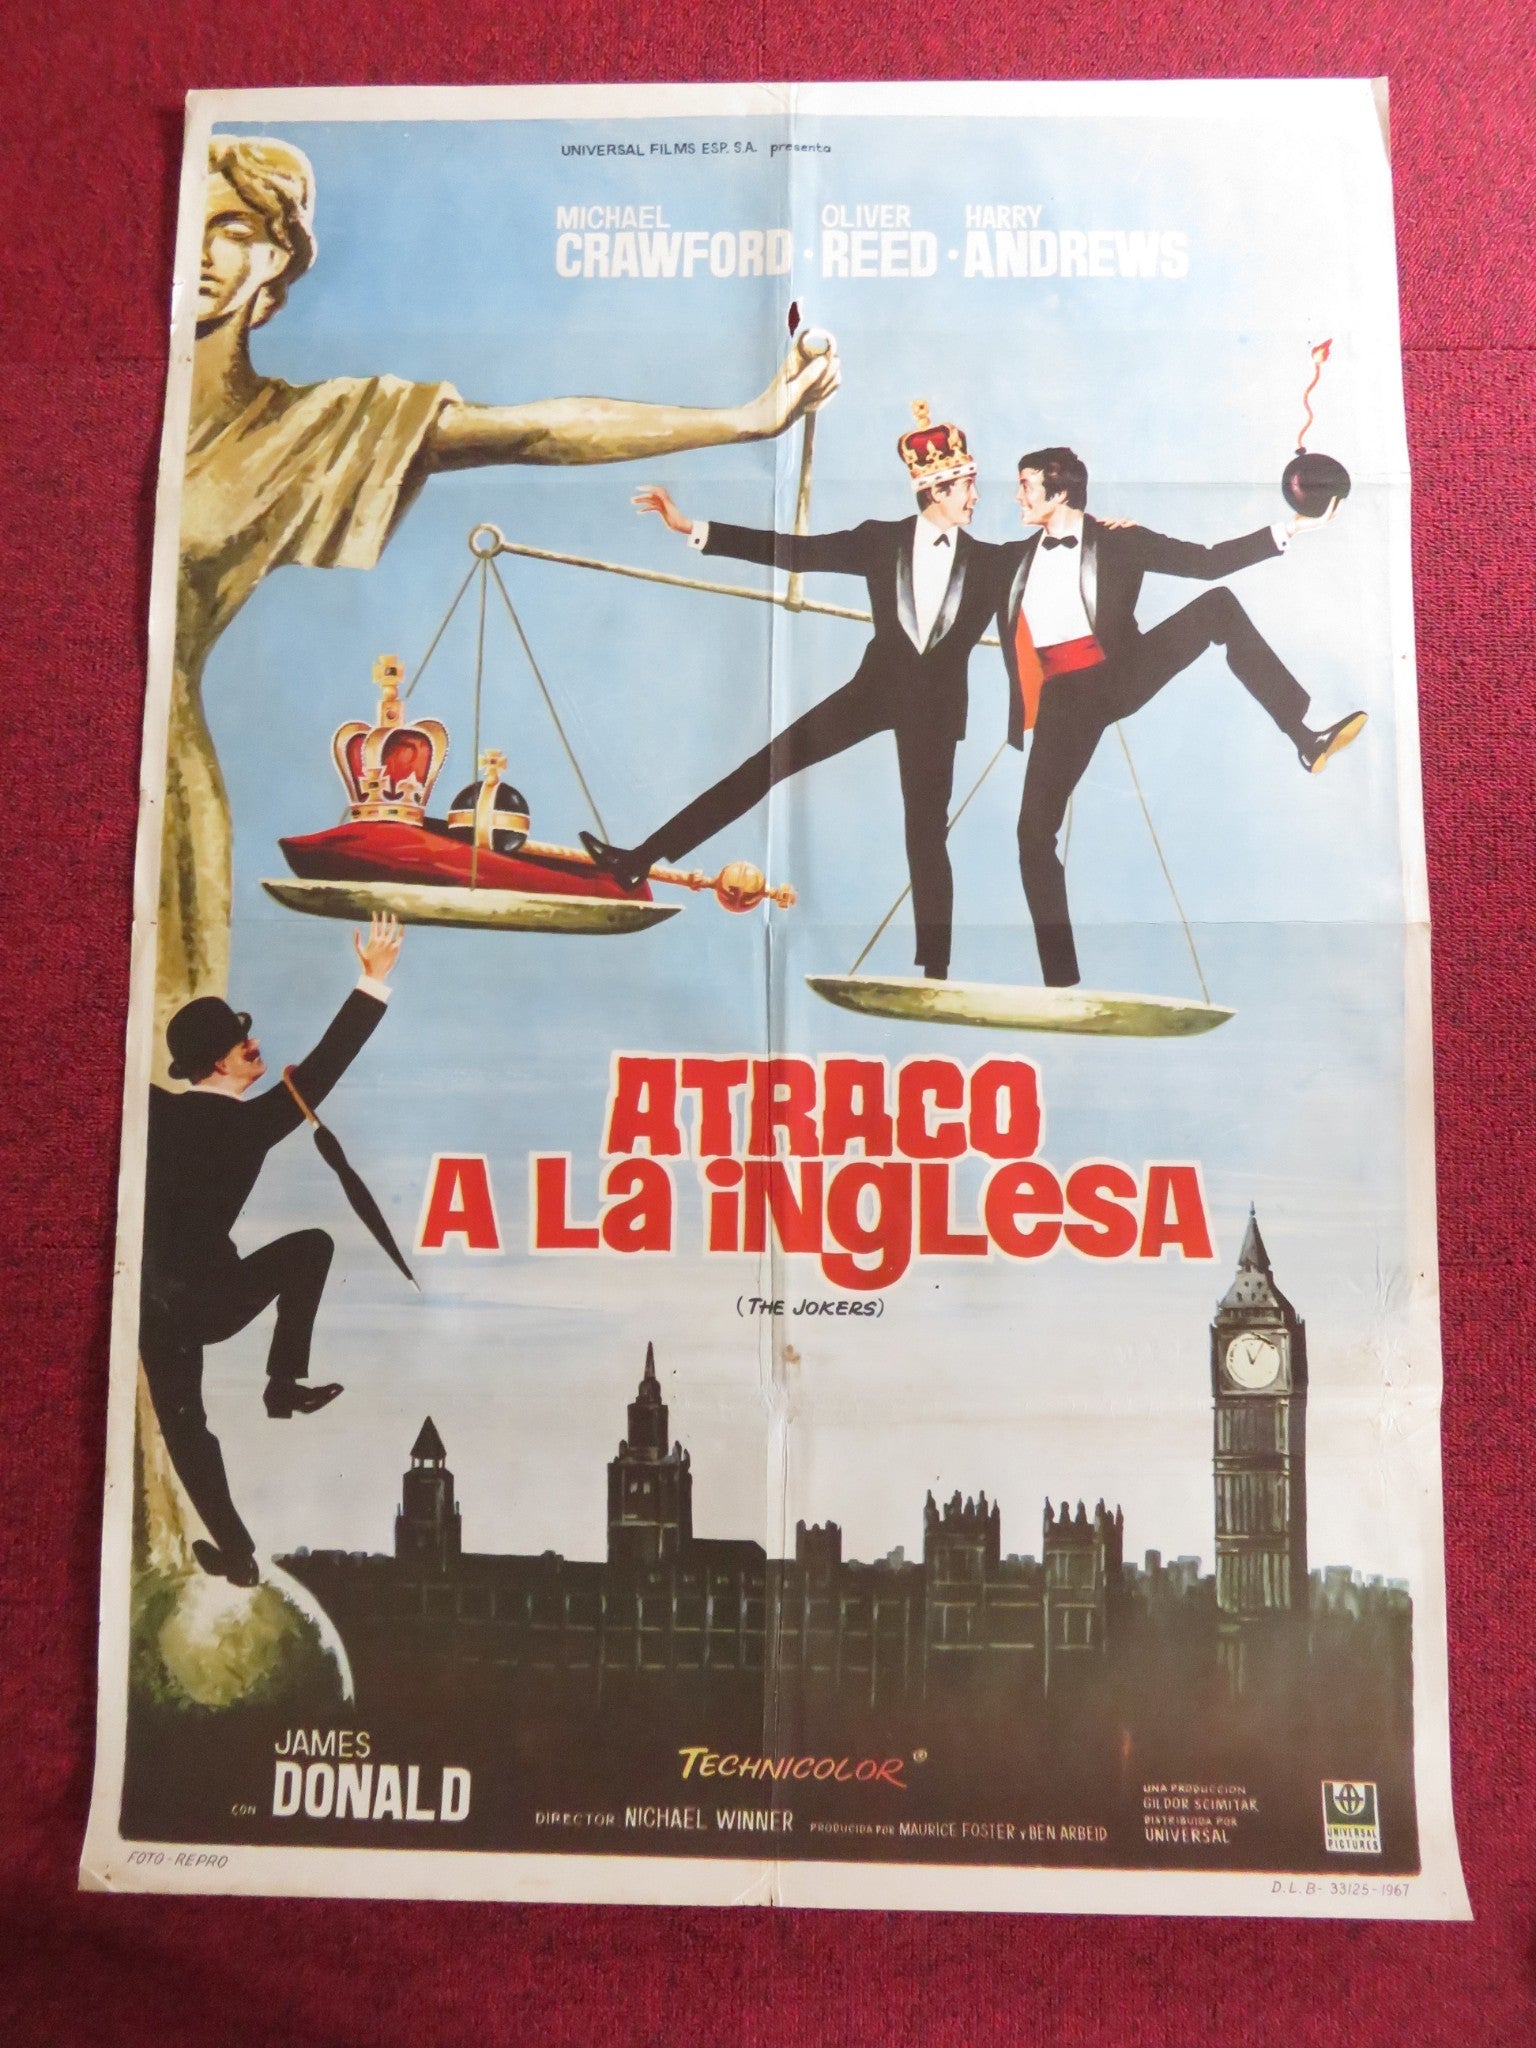 UNIVERSAL FILMS ESP. S.A. presenta
MICHAEL CRAWFORD · OLIVER REED · HARRY ANDREWS
ATRACO
A LA iNgLesA
(THE JOKERS)
con JAMES DONALD
TECHNICOLOR®
DIRECTOR NICHAEL WINNER
PRODUCIDA POR MAURICE FOSTER Y BEN ARBEID
UNA PRODUCCION
GILDOR SCIMITAR
DISTRIBUIDA POR
UNIVERSAL
UNIVERSAL
PICTURES
FOTO-REPRO
D.L.B- 33125-1967